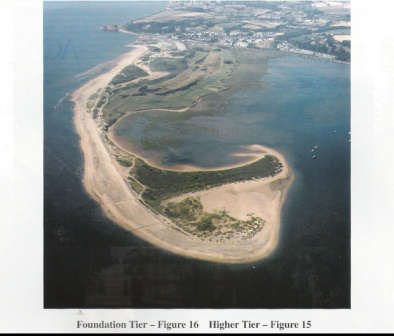 Foundation Tier – Figure 16 Higher Tier – Figure 15